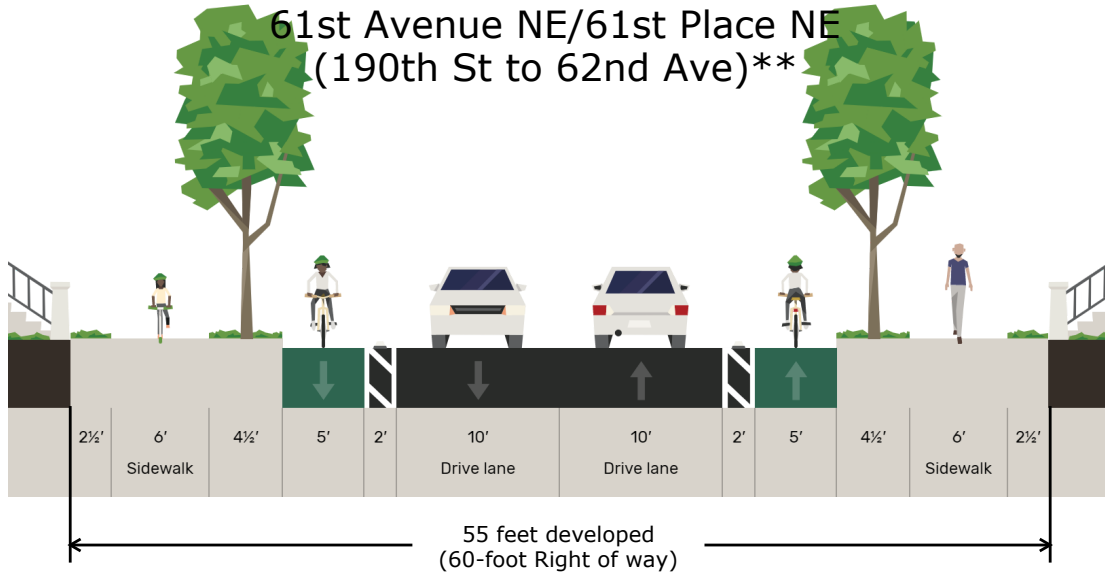 61st Avenue NE/61st Place NE
(190th St to 62nd Ave)**
2½′ 6′ 4½′ 5′ 2′ 10′ 10′ 2′ 5′ 4½′ 6′ 2½′
Sidewalk Drive lane Drive lane Sidewalk
55 feet developed
(60-foot Right of way)